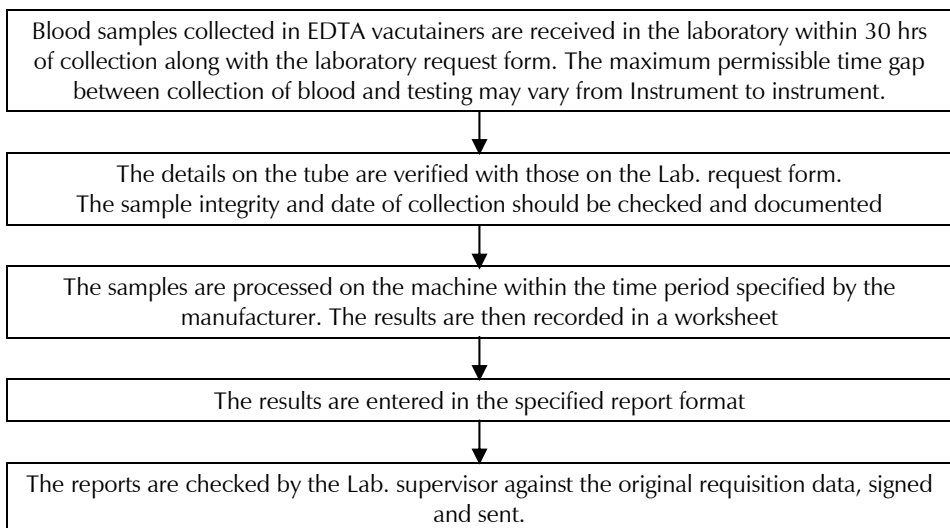 Blood samples collected in EDTA vacutainers are received in the laboratory within 30 hrs
of collection along with the laboratory request form. The maximum permissible time gap
between collection of blood and testing may vary from Instrument to instrument.
The details on the tube are verified with those on the Lab. request form.
The sample integrity and date of collection should be checked and documented
The samples are processed on the machine within the time period specified by the
manufacturer. The results are then recorded in a worksheet
The results are entered in the specified report format
The reports are checked by the Lab. supervisor against the original requisition data, signed
and sent.